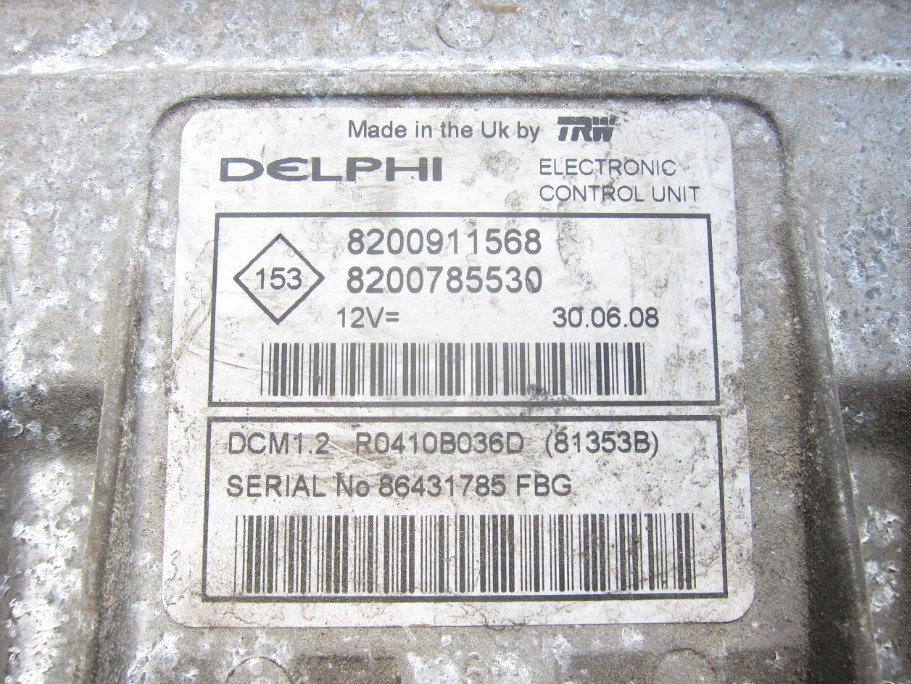 Made in the Uk by TRW
DELPHI
ELECTRONIC
CONTROL UNIT
153
8200911568
8200785530
12V=
30.06.08
DCM1.2 R0410B036D (81353B)
SERIAL No 86431785 FBG